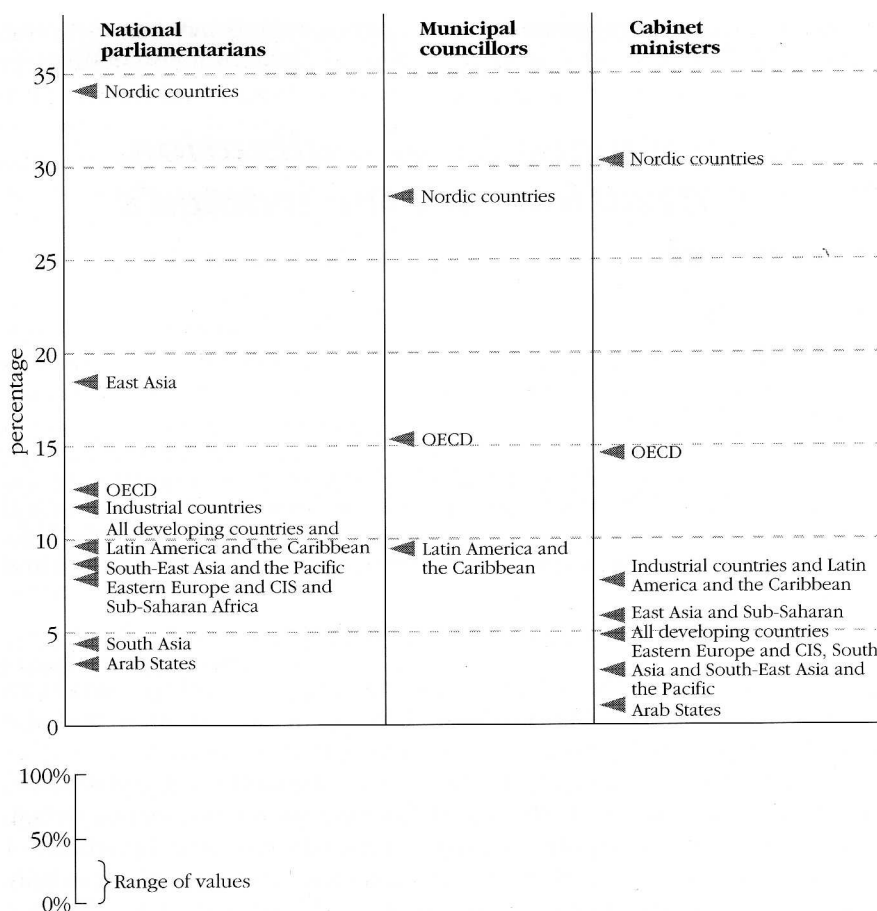 National
parliamentarians
Municipal
councillors
Cabinet
ministers
percentage
35
30
25
20
15
10
5
0
Nordic countries
East Asia
OECD
Industrial countries
All developing countries and
Latin America and the Caribbean
South-East Asia and the Pacific
Eastern Europe and CIS and
Sub-Saharan Africa
South Asia
Arab States
Nordic countries
OECD
Latin America and
the Caribbean
Nordic countries
OECD
Industrial countries and Latin
America and the Caribbean
East Asia and Sub-Saharan
All developing countries
Eastern Europe and CIS, South
Asia and South-East Asia and
the Pacific
Arab States
100%
50%
0%
Range of values